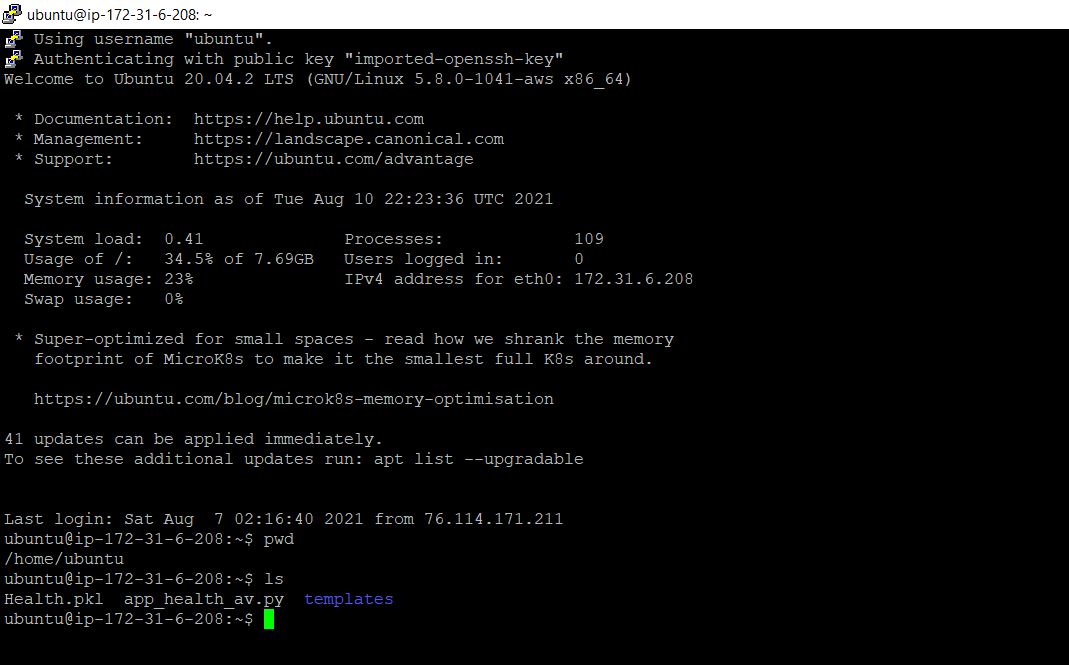 ubuntu@ip-172-31-6-208: ~
Using username "ubuntu".
Authenticating with public key "imported-openssh-key"
Welcome to Ubuntu 20.04.2 LTS (GNU/Linux 5.8.0-1041-aws x86_64)
* Documentation:  https://help.ubuntu.com
* Management:     https://landscape.canonical.com
* Support:        https://ubuntu.com/advantage
System information as of Tue Aug 10 22:23:36 UTC 2021
System load:  0.41              Processes:             109
Usage of /:   34.5% of 7.69GB   Users logged in:       0
Memory usage: 23%               IPv4 address for eth0: 172.31.6.208
Swap usage:   0%
* Super-optimized for small spaces - read how we shrank the memory
footprint of MicroK8s to make it the smallest full K8s around.
https://ubuntu.com/blog/microk8s-memory-optimisation
41 updates can be applied immediately.
To see these additional updates run: apt list --upgradable
Last login: Sat Aug  7 02:16:40 2021 from 76.114.171.211
ubuntu@ip-172-31-6-208:~$ pwd
/home/ubuntu
ubuntu@ip-172-31-6-208:~$ ls
Health.pkl  app_health_av.py  templates
ubuntu@ip-172-31-6-208:~$